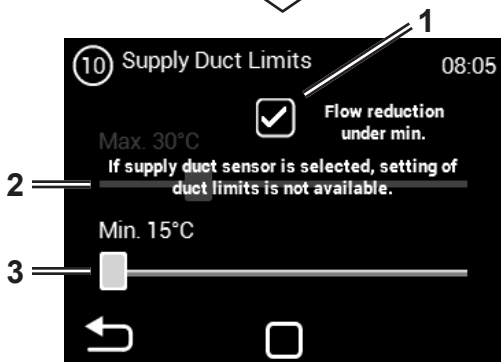 1
10 Supply Duct Limits 08:05
Flow reduction
under min.
Max. 30°C
If supply duct sensor is selected, setting of
duct limits is not available.
2
Min. 15°C
3